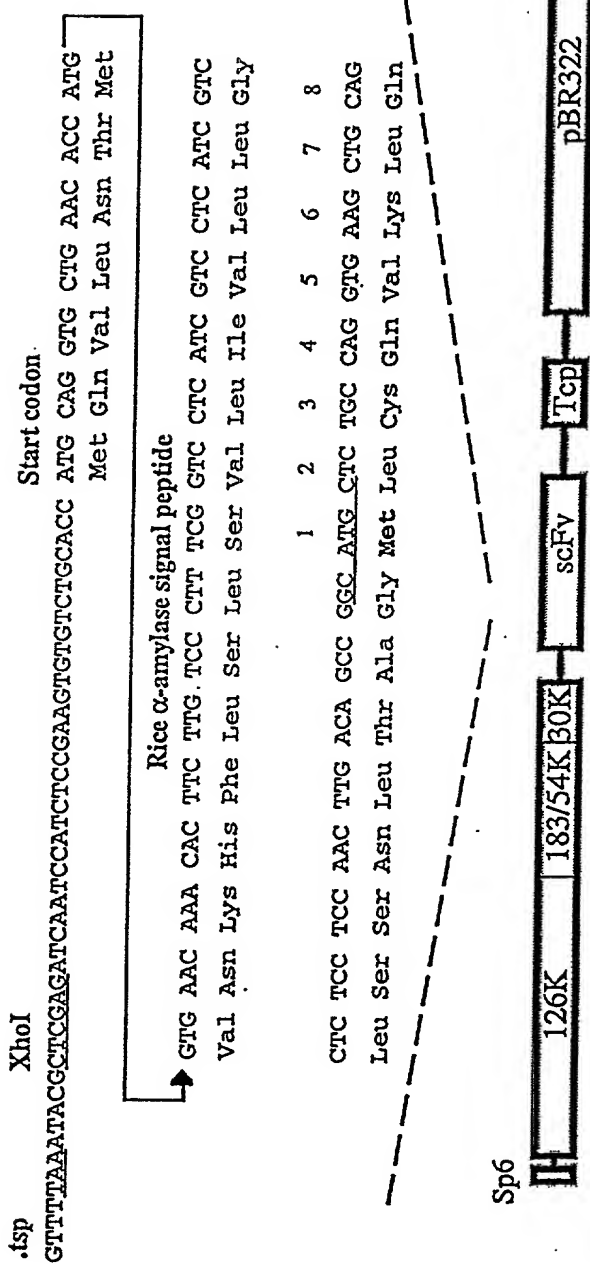 .tsp XhoI Start codon
GTTTTAAATACGCTCGAGATCAATCCATCTCCGAAGTGTGTCTGCACC ATG CAG GTG CTG AAC ACC ATG
Met Gln Val Leu Asn Thr Met
Rice α-amylase signal peptide
GTG AAC AAA CAC TTC TTG TCC CTT TCG GTC CTC ATC GTC CTC ATC GTC
Val Asn Lys His Phe Leu Ser Leu Ser Val Leu Ile Val Leu Leu Gly
1 2 3 4 5 6 7 8
CTC TCC TCC AAC TTG ACA GCC GGC ATG CTC TGC CAG GTG AAG CTG CAG
Leu Ser Ser Asn Leu Thr Ala Gly Met Leu Cys Gln Val Lys Leu Gln
Sp6
126K 183/54K 30K scFv Tcp pBR322